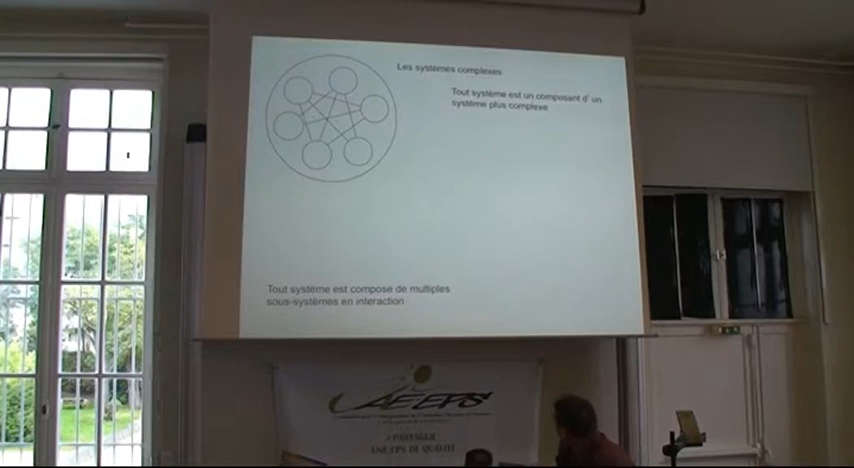 Les systèmes complexes
Tout système est un composant d' un
système plus complexe
Tout système est compose de multiples
sous-systèmes en interaction
AEEPS
« PARTAGER
UNE EPS DE QUALITE